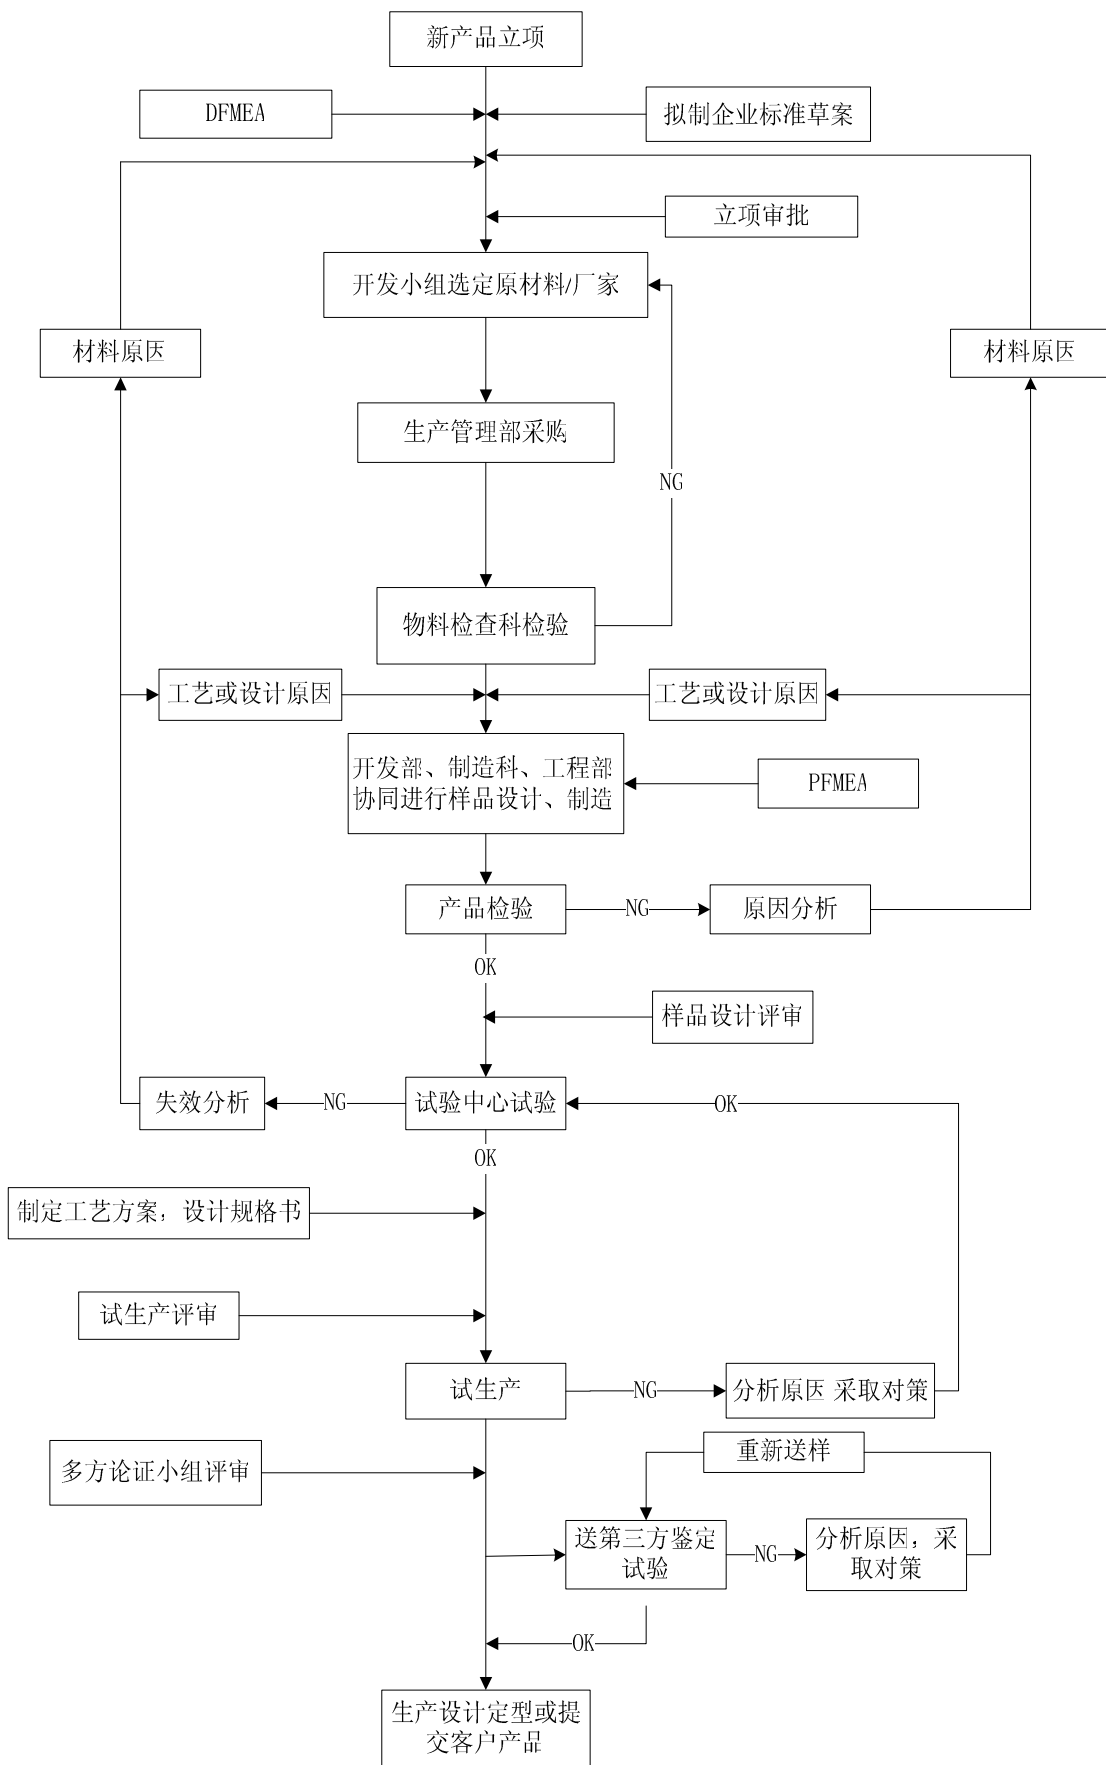 新产品立项
DFMEA
拟制企业标准草案
立项审批
开发小组选定原材料/厂家
材料原因
材料原因
生产管理部采购
NG
物料检查科检验
工艺或设计原因
工艺或设计原因
开发部、制造科、工程部
协同进行样品设计、制造
PFMEA
产品检验
NG
原因分析
OK
样品设计评审
失效分析
NG
试验中心试验
OK
OK
制定工艺方案，设计规格书
试生产评审
试生产
NG
分析原因 采取对策
多方论证小组评审
重新送样
送第三方鉴定
试验
NG
分析原因，采
取对策
OK
生产设计定型或提
交客户产品